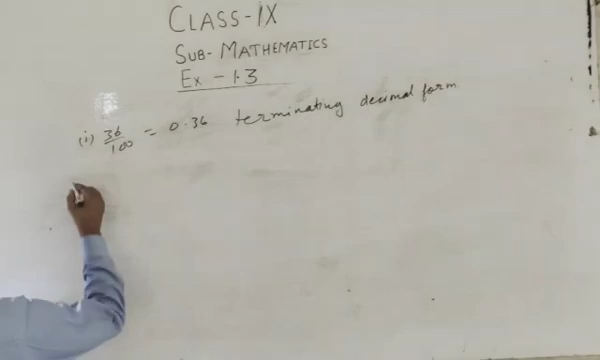 CLASS-IX
SUB- MATHEMATICS
Ex - 1.3
(i) 36/100 = 0.36 terminating decimal form